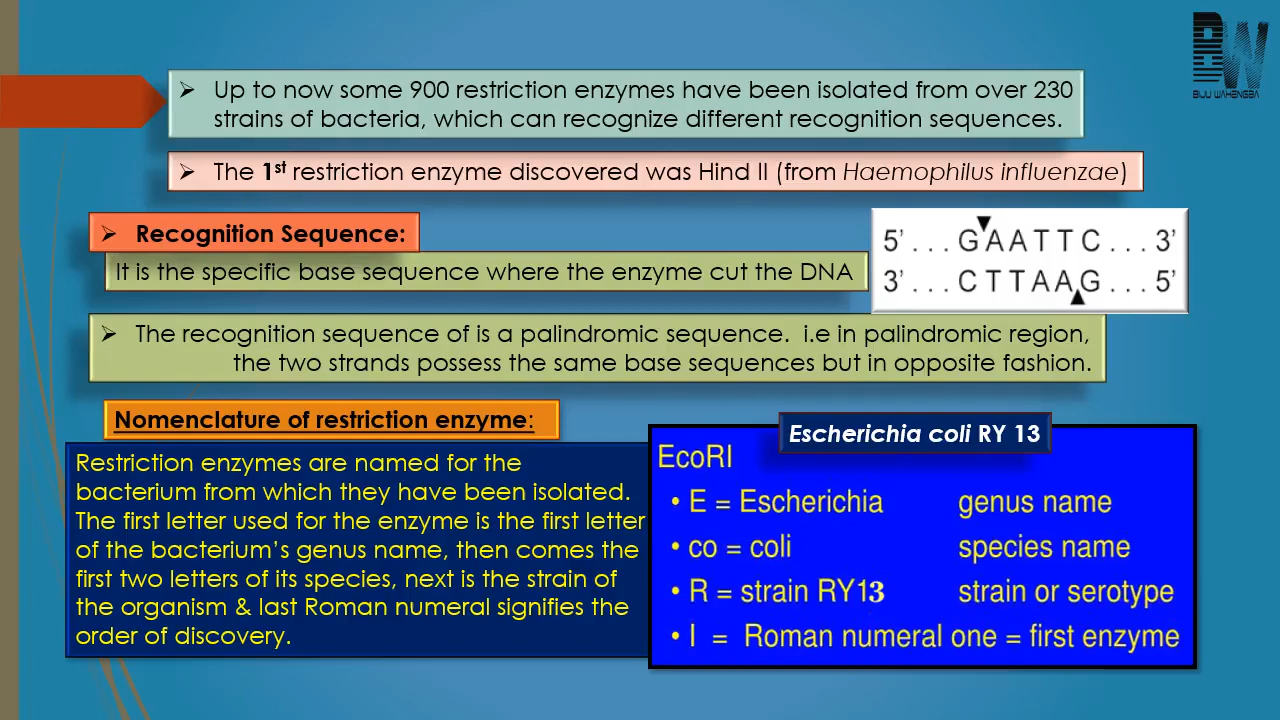 BW
BIJU WAHENGBA
➢ Up to now some 900 restriction enzymes have been isolated from over 230
strains of bacteria, which can recognize different recognition sequences.
➢ The 1st restriction enzyme discovered was Hind II (from Haemophilus influenzae)
➢ Recognition Sequence:
It is the specific base sequence where the enzyme cut the DNA
5' . . . G▼AATTC . . . 3'
3' . . . CTTAA▲G . . . 5'
➢ The recognition sequence of is a palindromic sequence. i.e in palindromic region,
the two strands possess the same base sequences but in opposite fashion.
Nomenclature of restriction enzyme:
Restriction enzymes are named for the
bacterium from which they have been isolated.
The first letter used for the enzyme is the first letter
of the bacterium's genus name, then comes the
first two letters of its species, next is the strain of
the organism & last Roman numeral signifies the
order of discovery.
Escherichia coli RY 13
EcoRI
• E = Escherichia genus name
• co = coli species name
• R = strain RY13 strain or serotype
• I = Roman numeral one = first enzyme